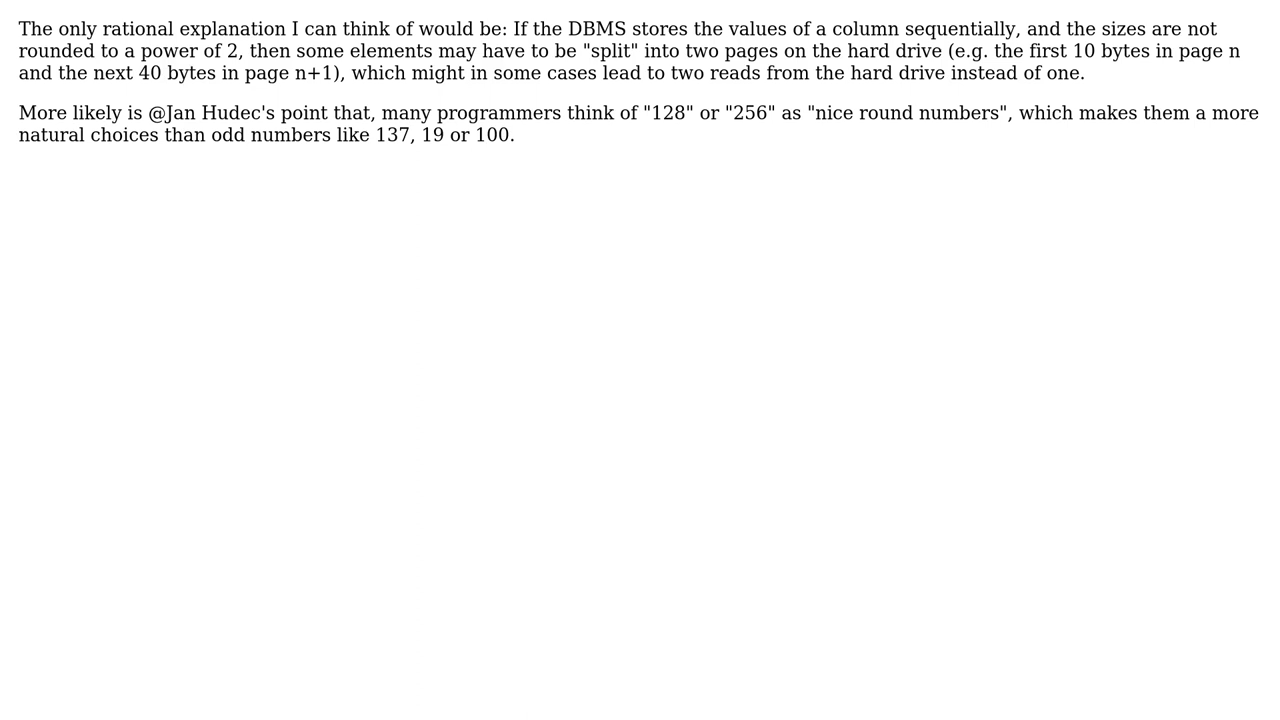 The only rational explanation I can think of would be: If the DBMS stores the values of a column sequentially, and the sizes are not
rounded to a power of 2, then some elements may have to be "split" into two pages on the hard drive (e.g. the first 10 bytes in page n
and the next 40 bytes in page n+1), which might in some cases lead to two reads from the hard drive instead of one.
More likely is @Jan Hudec's point that, many programmers think of "128" or "256" as "nice round numbers", which makes them a more
natural choices than odd numbers like 137, 19 or 100.